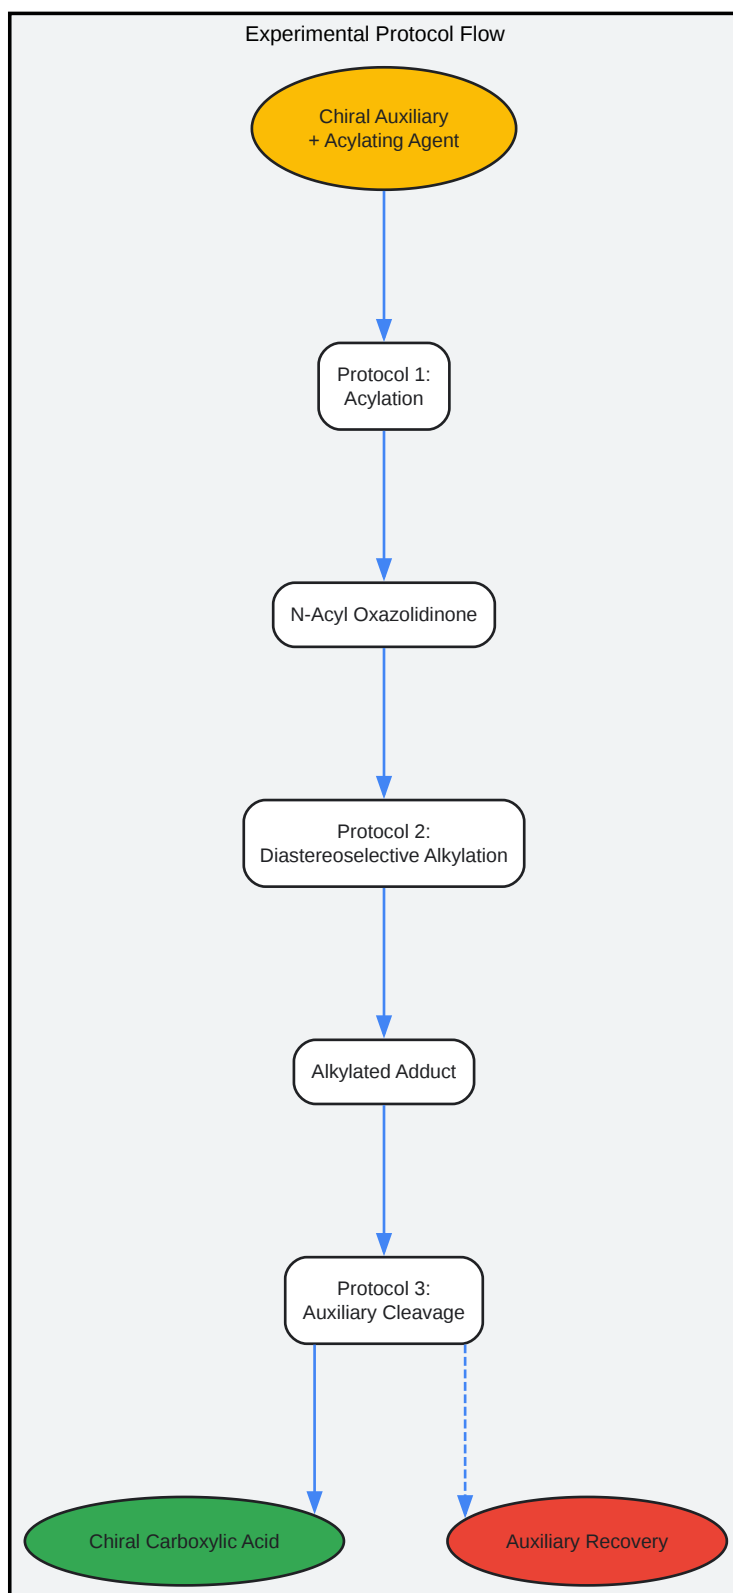 Experimental Protocol Flow
Chiral Auxiliary
+ Acylating Agent
Protocol 1:
Acylation
N-Acyl Oxazolidinone
Protocol 2:
Diastereoselective Alkylation
Alkylated Adduct
Protocol 3:
Auxiliary Cleavage
Chiral Carboxylic Acid
Auxiliary Recovery